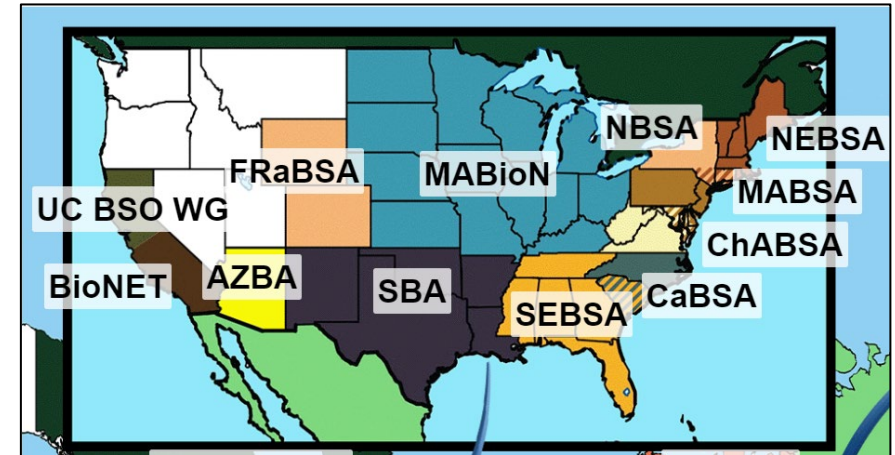 NBSA
NEBSA
FRaBSA
MABioN
MABSA
UC BSO WG
ChABSA
AZBA
BioNET
SBA
CaBSA
SEBSA